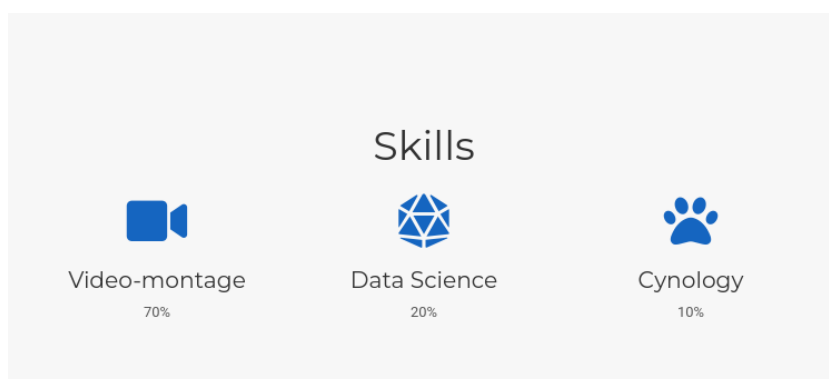 Skills
Video-montage
Data Science
Cynology
70%
20%
10%